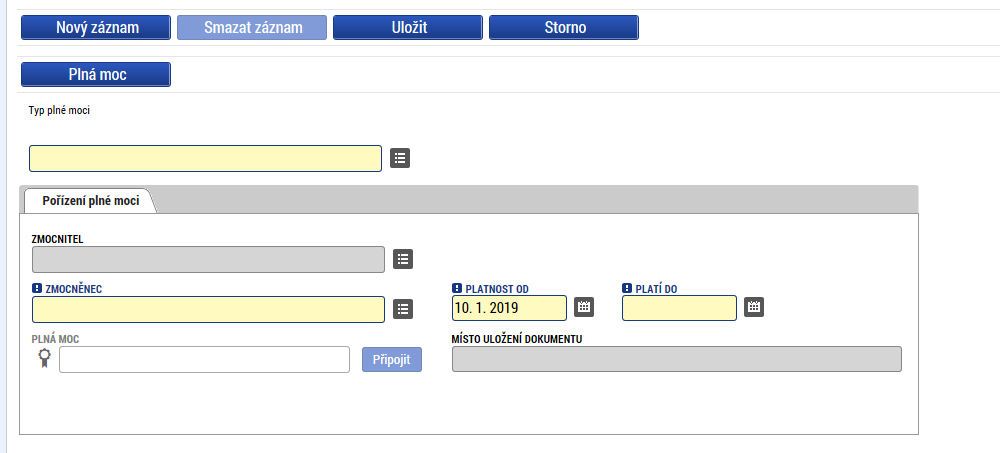 Nový záznam Smazat záznam Uložit Storno
Plná moc
Typ plné moci
Pořízení plné moci
ZMOCNITEL
ZMOCNĚNEC PLATNOST OD PLATÍ DO
10. 1. 2019
PLNÁ MOC MÍSTO ULOŽENÍ DOKUMENTU
Připojit